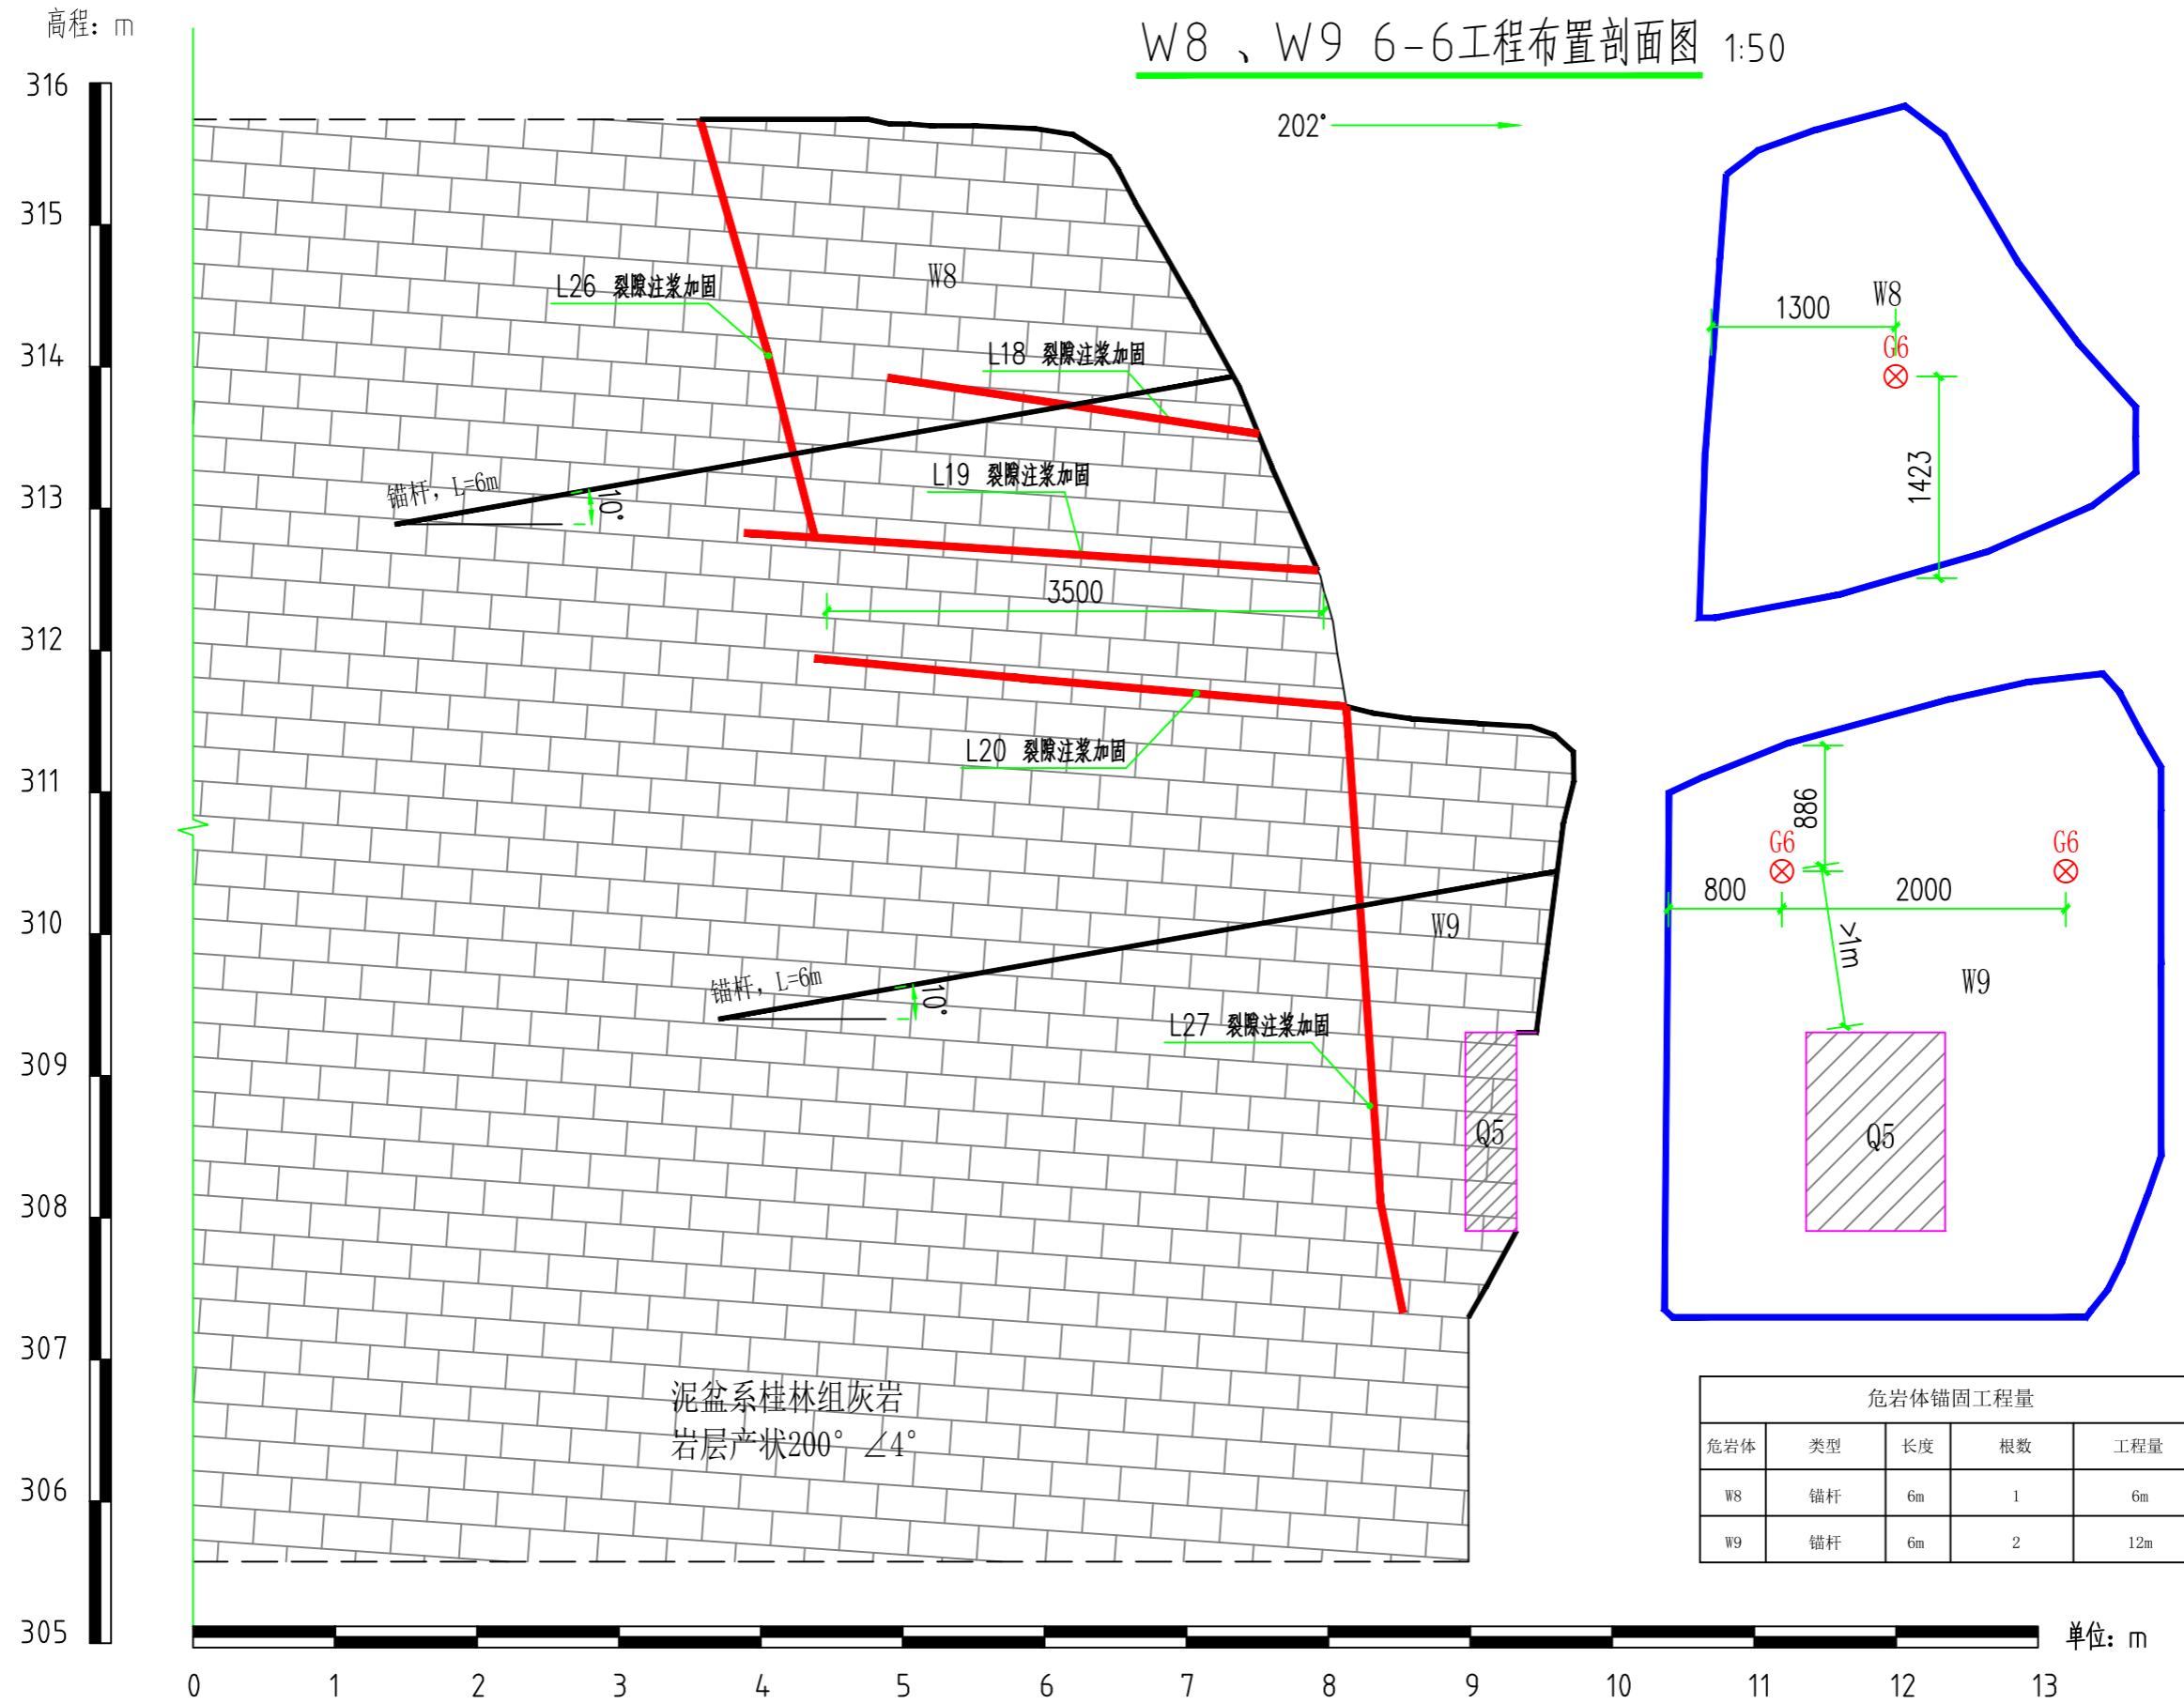 高程: m
W8 、W9 6-6工程布置剖面图 1:50
202°
316
315
314
313
312
311
310
309
308
307
306
305
W8
L26 裂隙注浆加固
L18 裂隙注浆加固
L19 裂隙注浆加固
锚杆, L=6m
10°
3500
L20 裂隙注浆加固
W9
锚杆, L=6m
10°
L27 裂隙注浆加固
Q5
泥盆系桂林组灰岩
岩层产状200° ∠4°
1300
W8
G6
1423
886
G6
G6
800
2000
>1m
W9
Q5
危岩体锚固工程量
危岩体 类型 长度 根数 工程量
W8 锚杆 6m 1 6m
W9 锚杆 6m 2 12m
单位: m
0 1 2 3 4 5 6 7 8 9 10 11 12 13